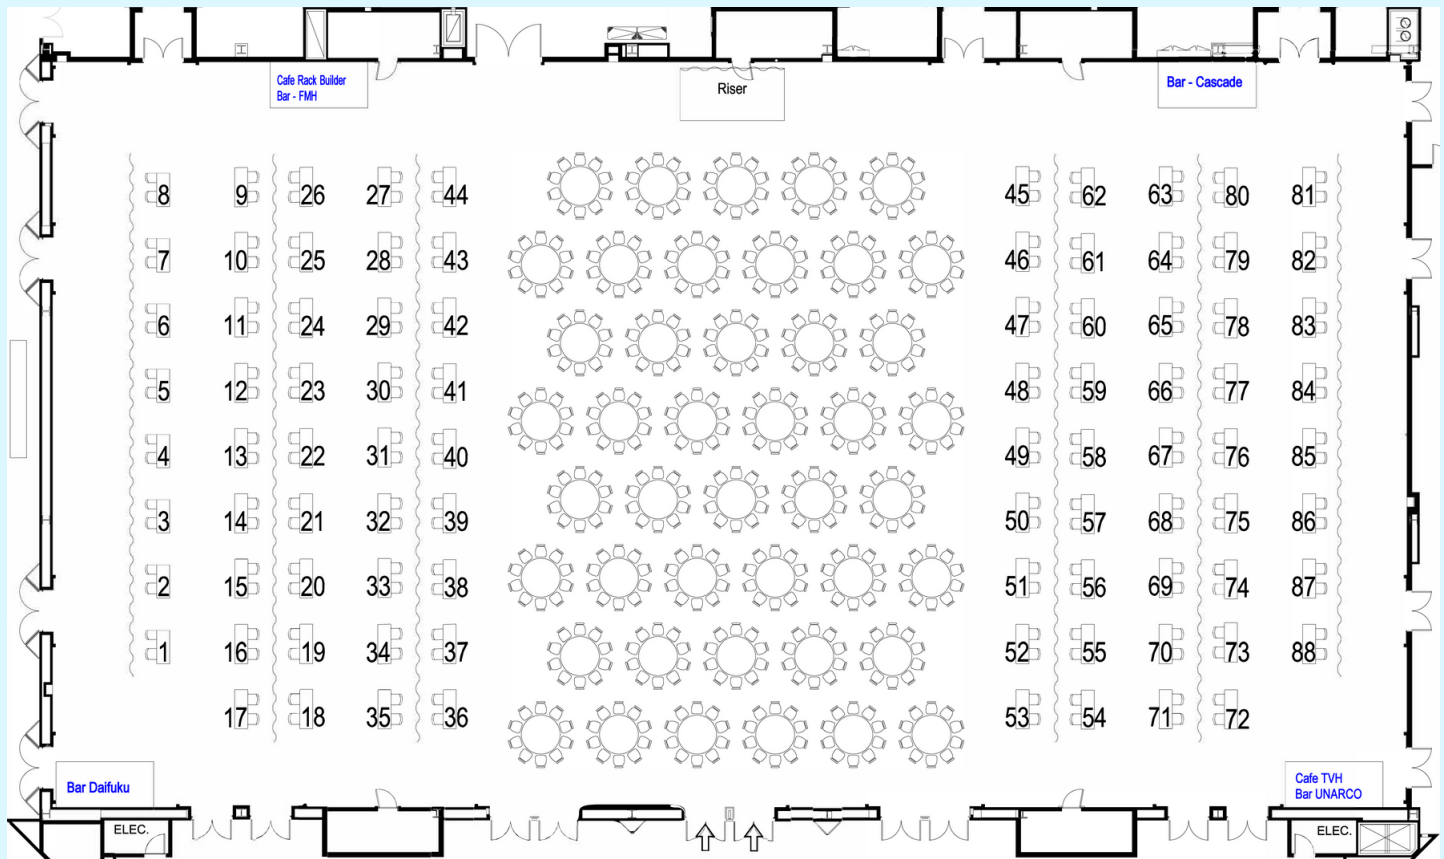 Cafe Rack Builder
Bar - FMH
Riser
Bar - Cascade
8 9 26 27 44 45 62 63 80 81
7 10 25 28 43 46 61 64 79 82
6 11 24 29 42 47 60 65 78 83
5 12 23 30 41 48 59 66 77 84
4 13 22 31 40 49 58 67 76 85
3 14 21 32 39 50 57 68 75 86
2 15 20 33 38 51 56 69 74 87
1 16 19 34 37 52 55 70 73 88
17 18 35 36 53 54 71 72
Bar Daifuku
Cafe TVH
Bar UNARCO
ELEC.
ELEC.